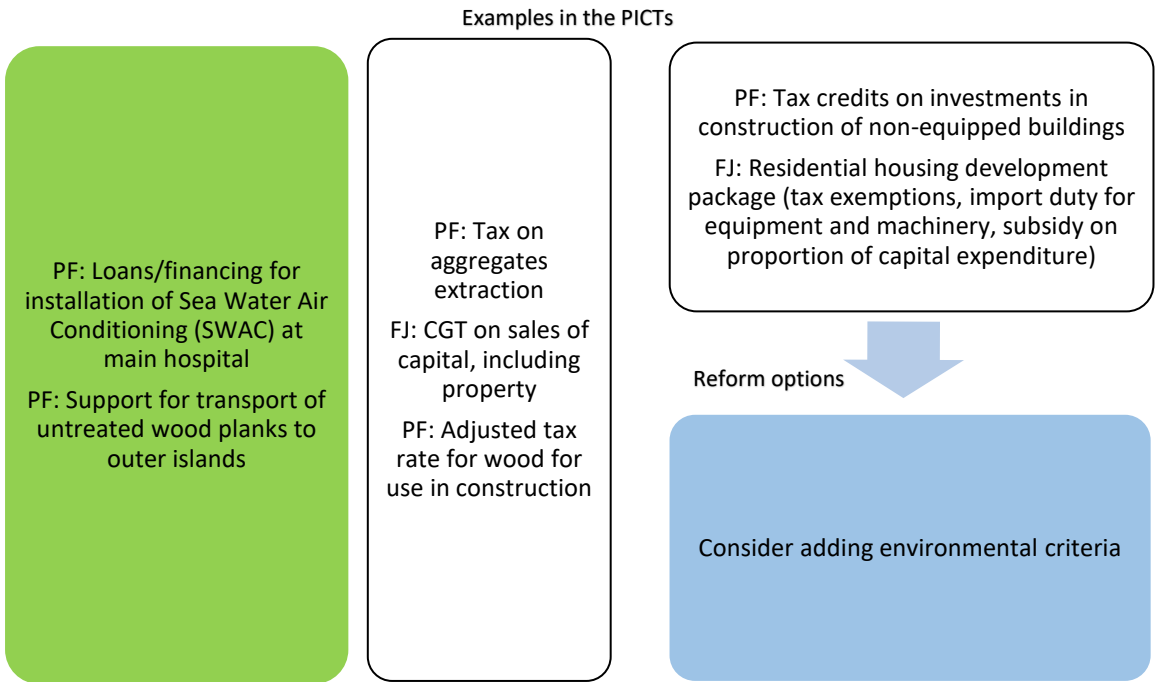 Examples in the PICTs
PF: Loans/financing for
installation of Sea Water Air
Conditioning (SWAC) at
main hospital
PF: Support for transport of
untreated wood planks to
outer islands
PF: Tax on
aggregates
extraction
FJ: CGT on sales of
capital, including
property
PF: Adjusted tax
rate for wood for
use in construction
PF: Tax credits on investments in
construction of non-equipped buildings
FJ: Residential housing development
package (tax exemptions, import duty for
equipment and machinery, subsidy on
proportion of capital expenditure)
Reform options
Consider adding environmental criteria